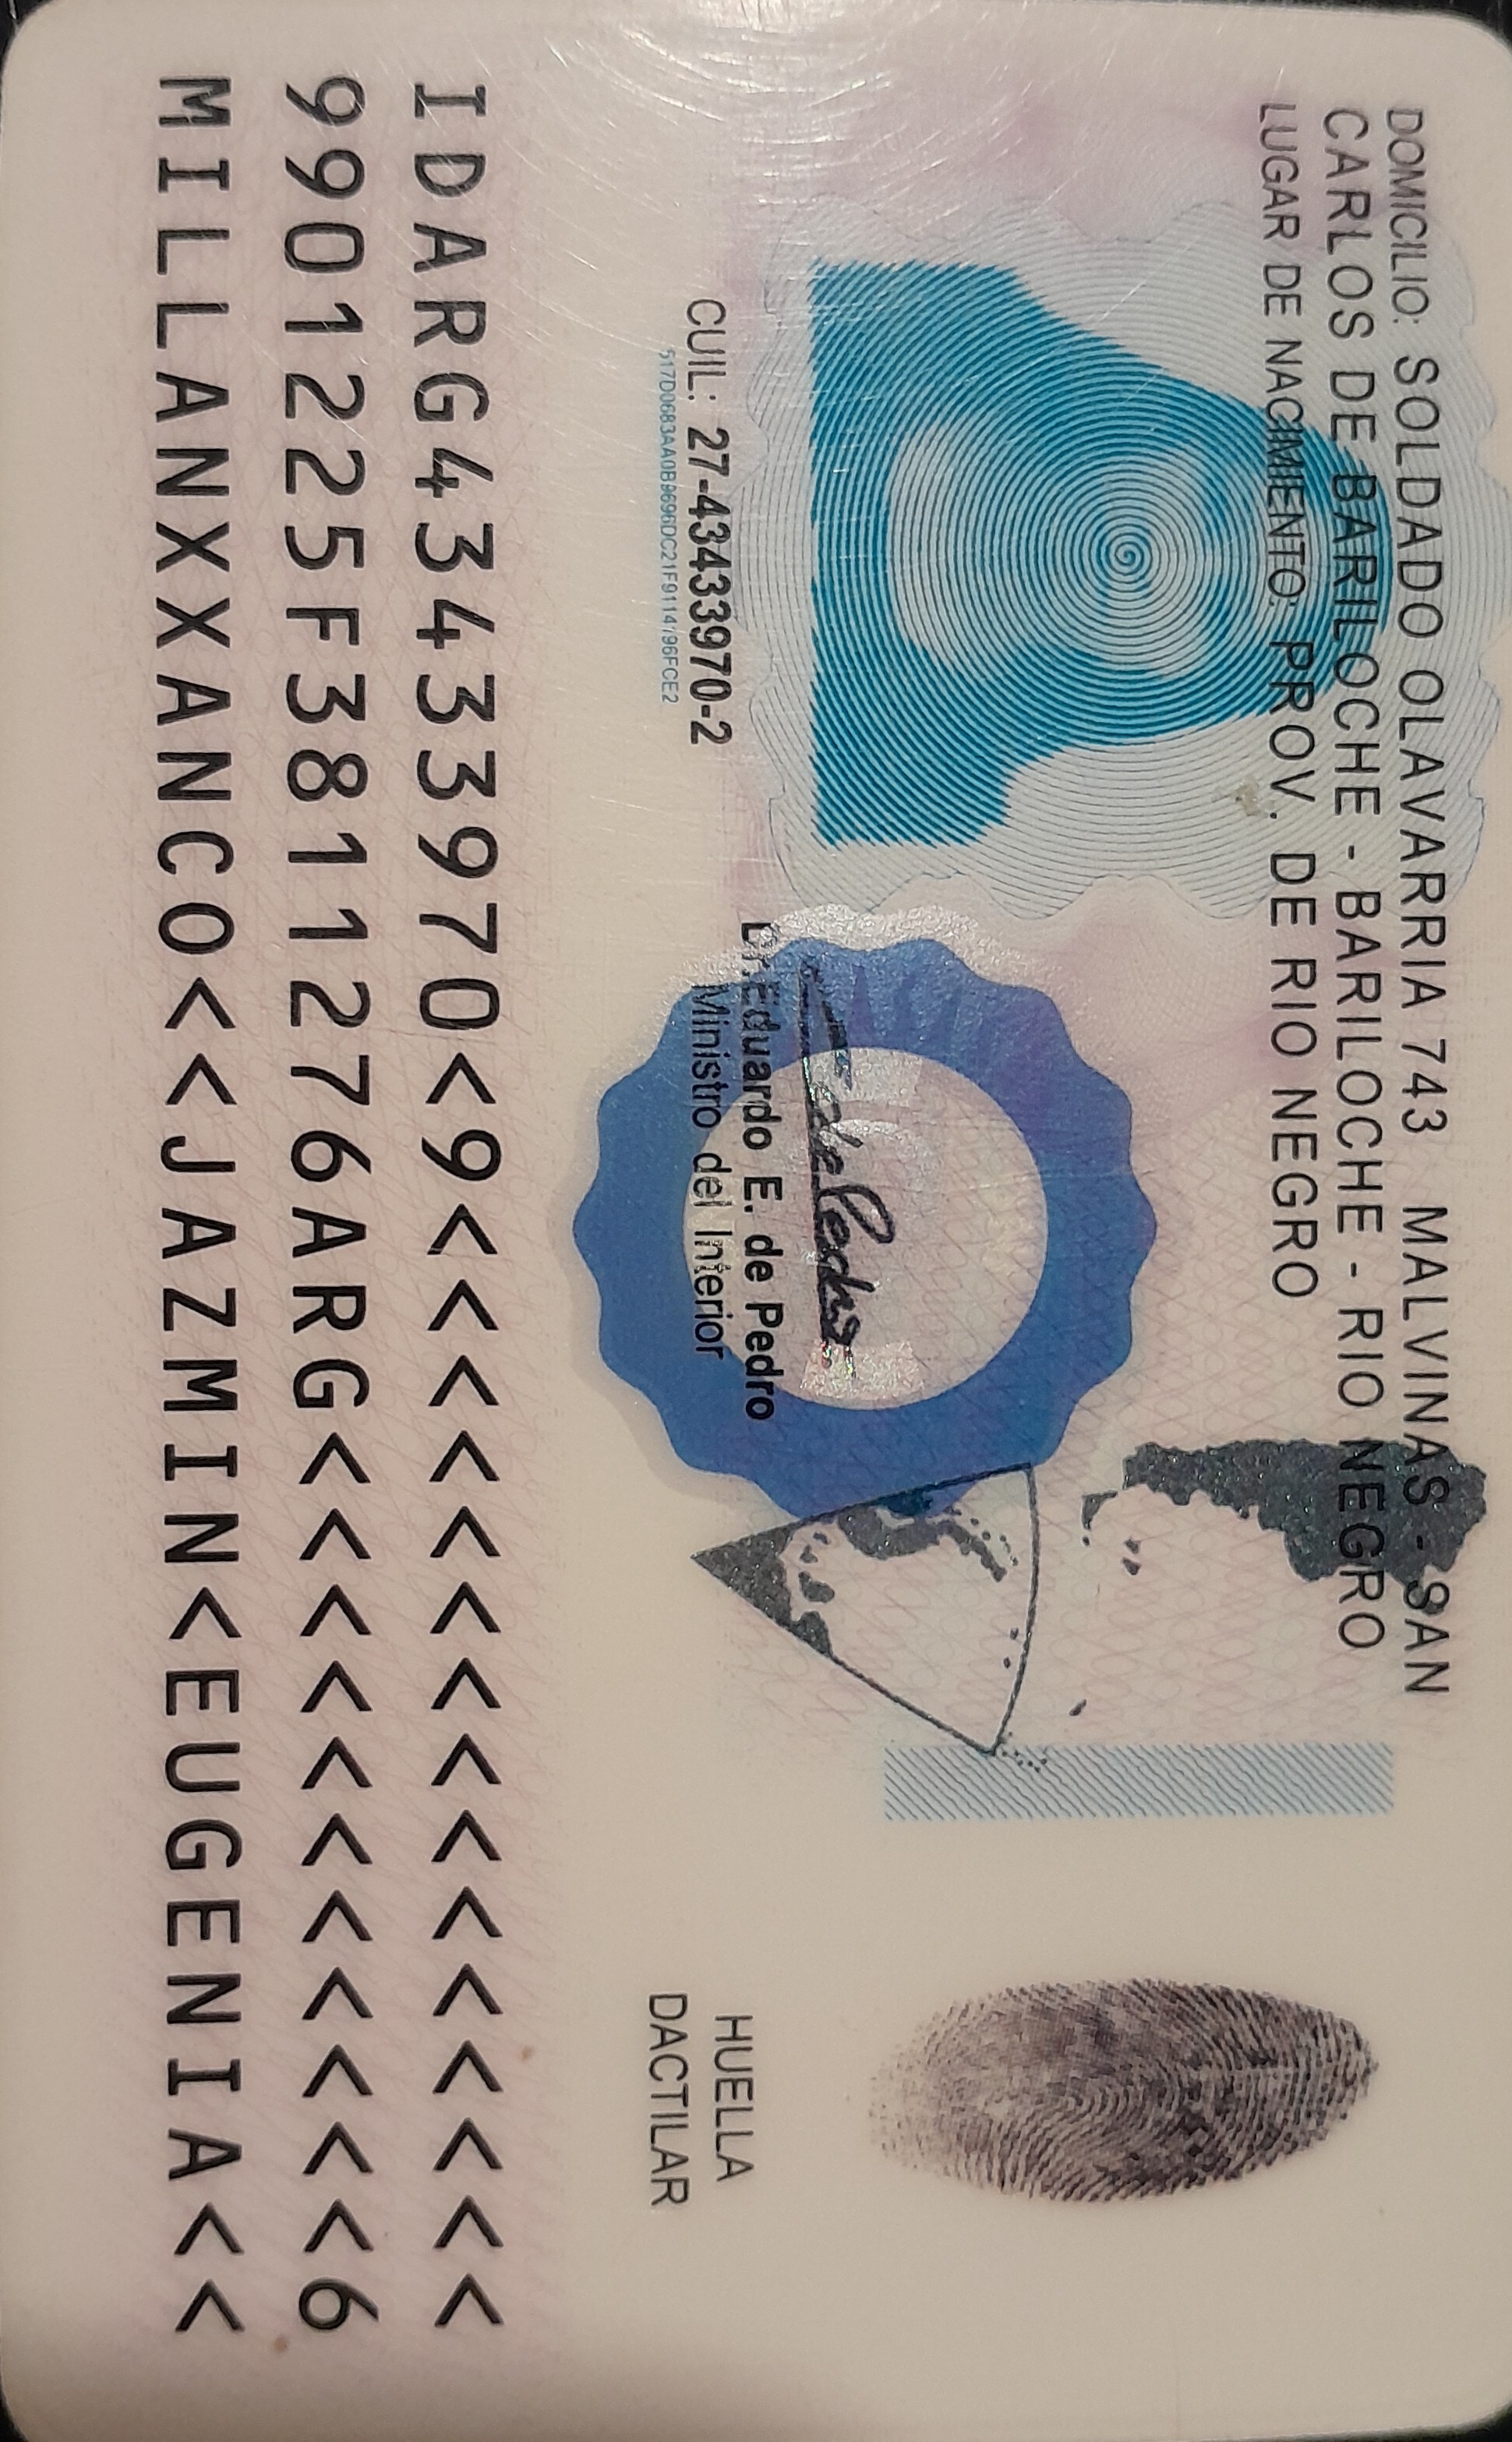 DOMICILIO: SOLDADO OLAVARRIA 743 MALVINAS - SAN
CARLOS DE BARILOCHE - BARILOCHE - RIO NEGRO
LUGAR DE NACIMIENTO: PROV. DE RIO NEGRO
CUIL: 27-43433970-2
Dr. Eduardo E. de Pedro
Ministro del Interior
HUELLA
DACTILAR
IDARG43433970<9<<<<<<<<<<<<<<<
9901225F3811276ARG<<<<<<<<<<<6
MILLANXXANCO<<JAZMIN<EUGENIA<<